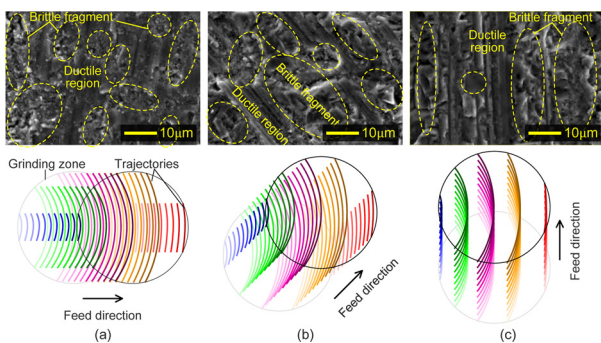 Brittle fragment
Ductile
region
10μm
Brittle fragment
Ductile region
10μm
Brittle fragment
Ductile
region
10μm
Grinding zone
Trajectories
Feed direction
(a)
Feed direction
(b)
Feed direction
(c)